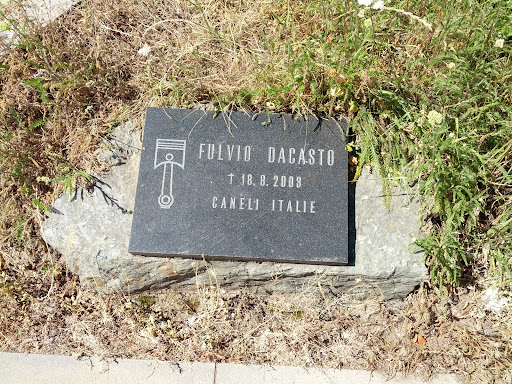 FULVIO DACASTO
† 18.8.2003
CANELI ITALIE